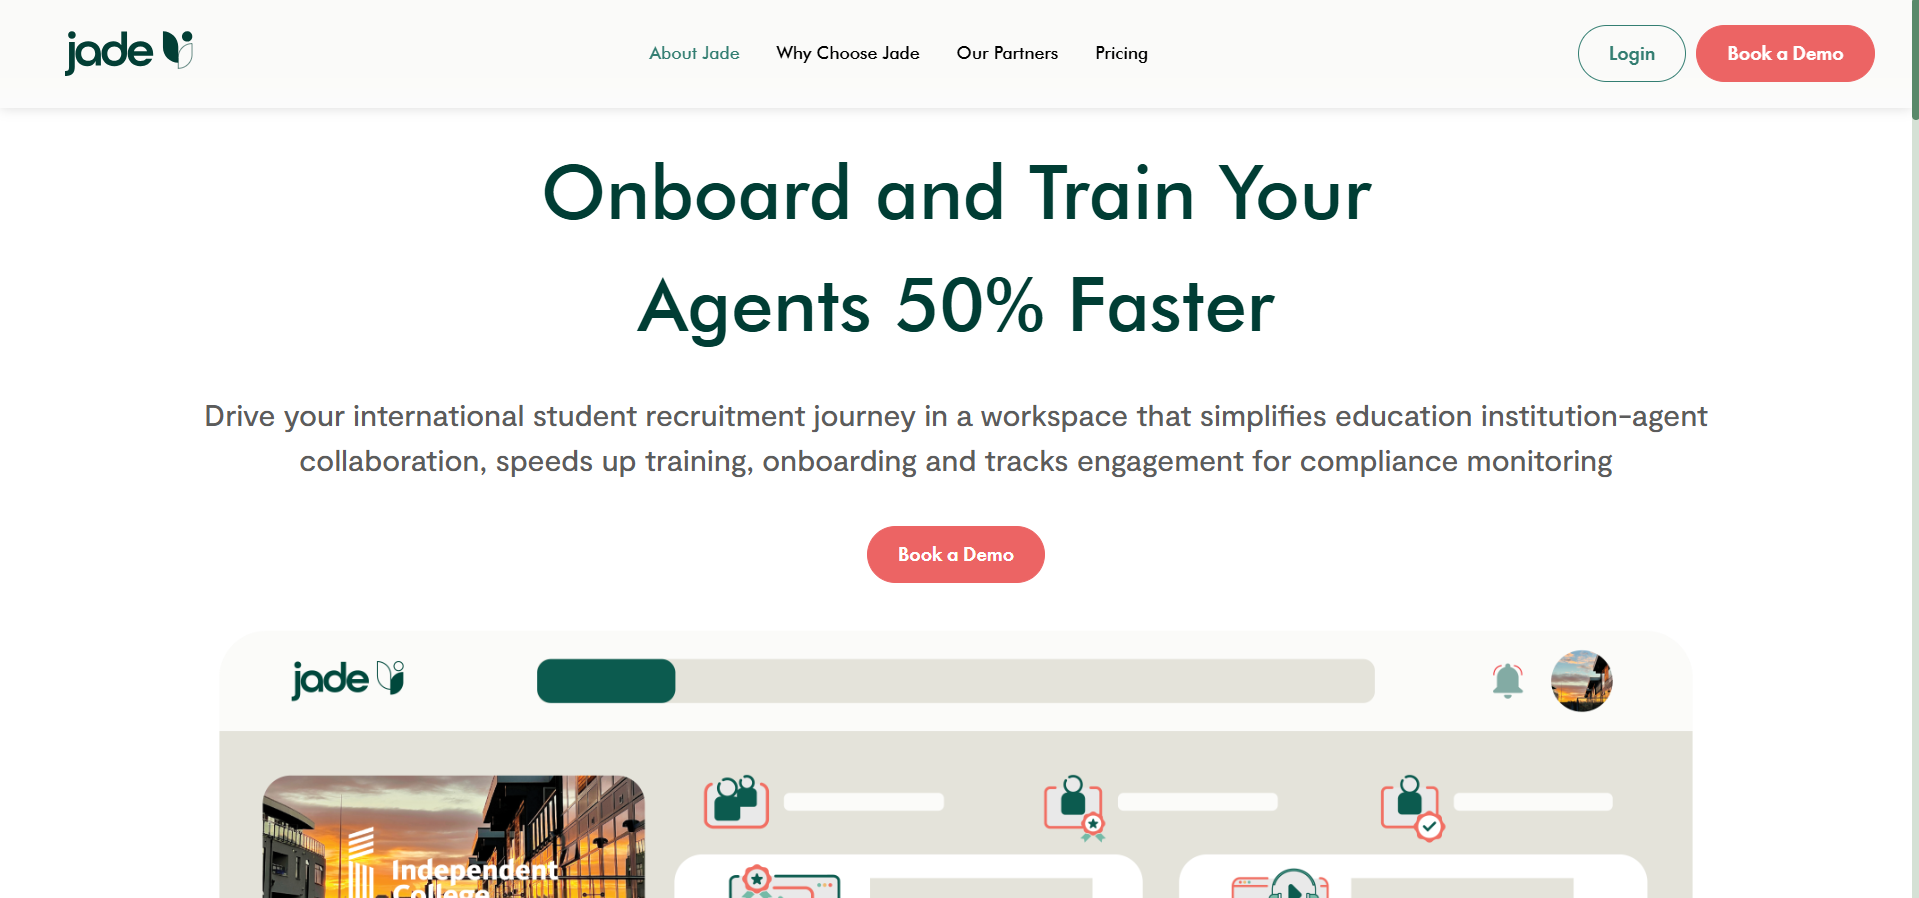 jade
About Jade
Why Choose Jade
Our Partners
Pricing
Login
Book a Demo
Onboard and Train Your
Agents 50% Faster
Drive your international student recruitment journey in a workspace that simplifies education institution-agent
collaboration, speeds up training, onboarding and tracks engagement for compliance monitoring
Book a Demo
jade
Independent
College